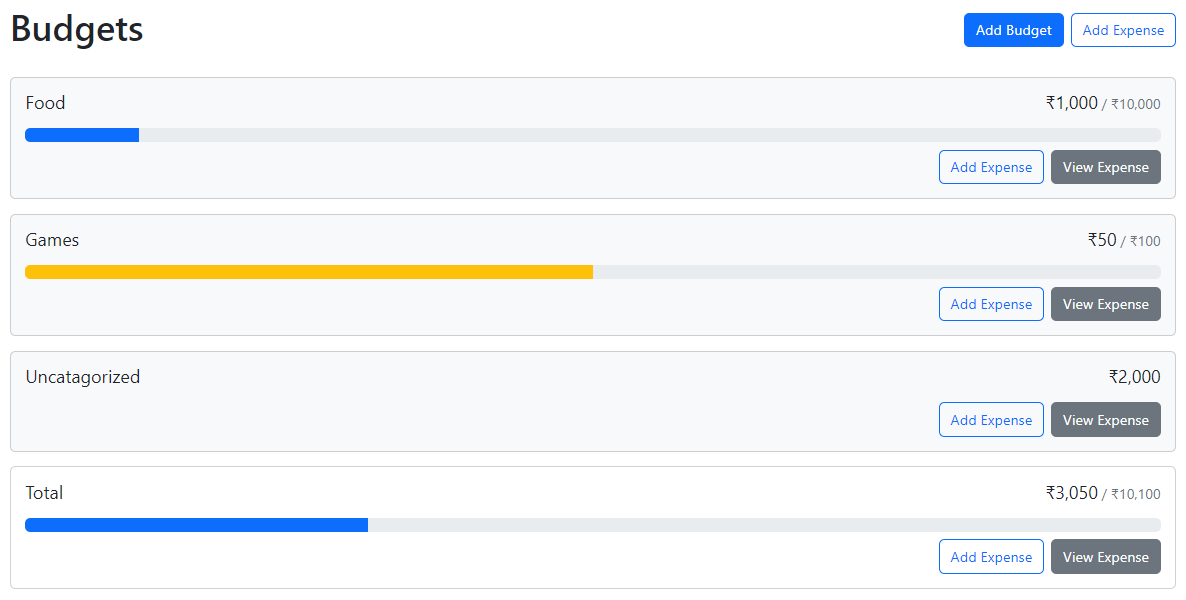 Budgets
Add Budget Add Expense
Food ₹1,000 / ₹10,000
Add Expense View Expense
Games ₹50 / ₹100
Add Expense View Expense
Uncatagorized ₹2,000
Add Expense View Expense
Total ₹3,050 / ₹10,100
Add Expense View Expense